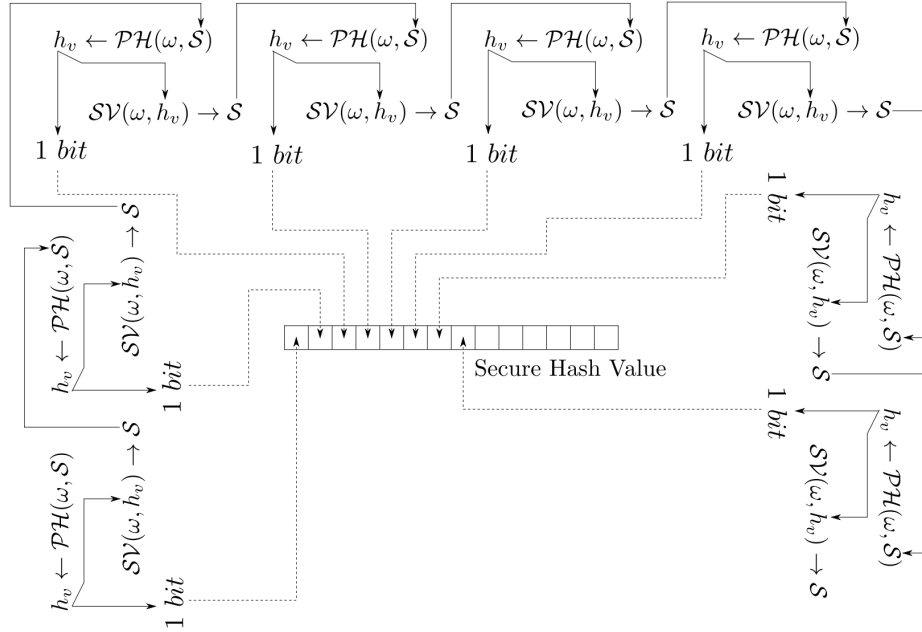 h_v ← 𝒫ℋ(ω, 𝒮)
h_v ← 𝒫ℋ(ω, 𝒮)
h_v ← 𝒫ℋ(ω, 𝒮)
h_v ← 𝒫ℋ(ω, 𝒮)
𝒮𝒱(ω, h_v) → 𝒮
𝒮𝒱(ω, h_v) → 𝒮
𝒮𝒱(ω, h_v) → 𝒮
𝒮𝒱(ω, h_v) → 𝒮
1 bit
1 bit
1 bit
1 bit
h_v ← 𝒫ℋ(ω, 𝒮)
𝒮𝒱(ω, h_v) → 𝒮
1 bit
1 bit
𝒮𝒱(ω, h_v) → 𝒮
h_v ← 𝒫ℋ(ω, 𝒮)
Secure Hash Value
h_v ← 𝒫ℋ(ω, 𝒮)
𝒮𝒱(ω, h_v) → 𝒮
1 bit
1 bit
𝒮𝒱(ω, h_v) → 𝒮
h_v ← 𝒫ℋ(ω, 𝒮)